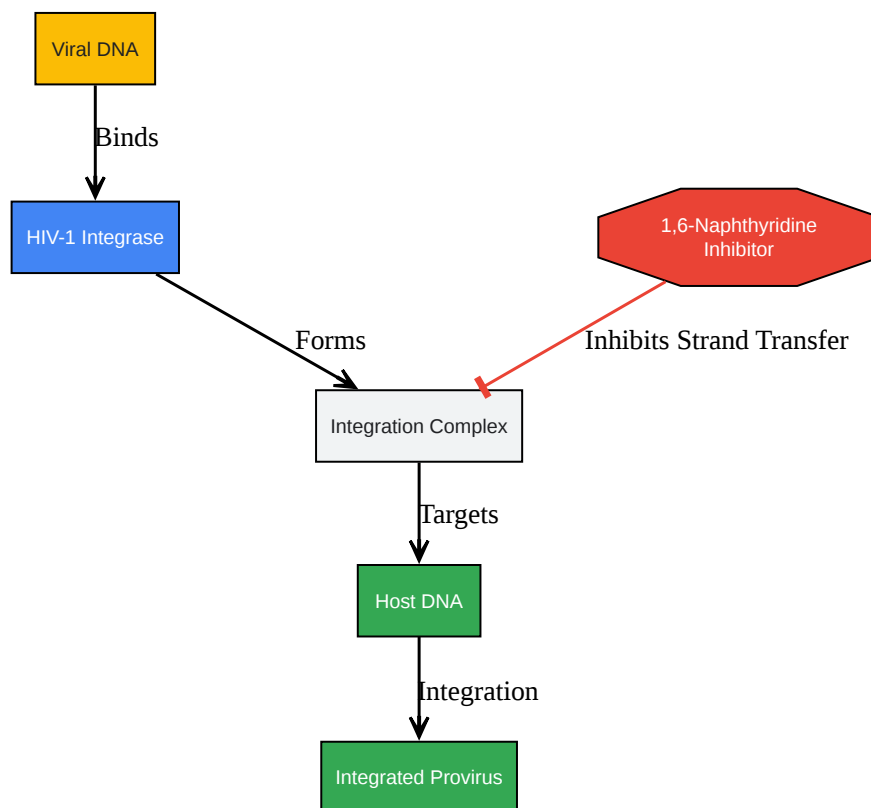 Viral DNA
Binds
HIV-1 Integrase
1,6-Naphthyridine
Inhibitor
Forms
Inhibits Strand Transfer
Integration Complex
Targets
Host DNA
Integration
Integrated Provirus